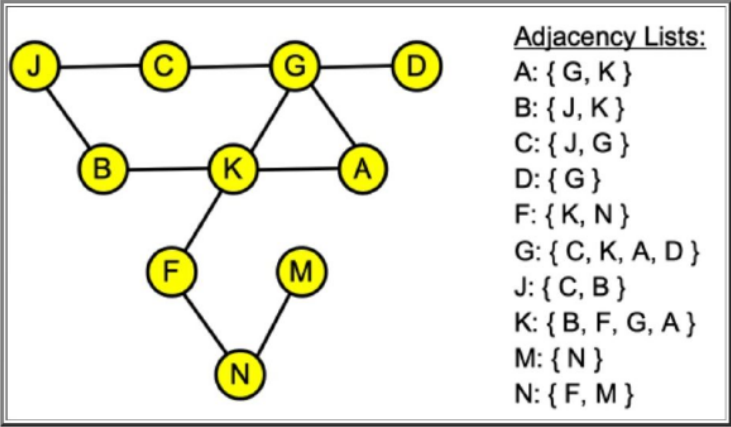 J C G D
B K A
F M
N
Adjacency Lists:
A: { G, K }
B: { J, K }
C: { J, G }
D: { G }
F: { K, N }
G: { C, K, A, D }
J: { C, B }
K: { B, F, G, A }
M: { N }
N: { F, M }